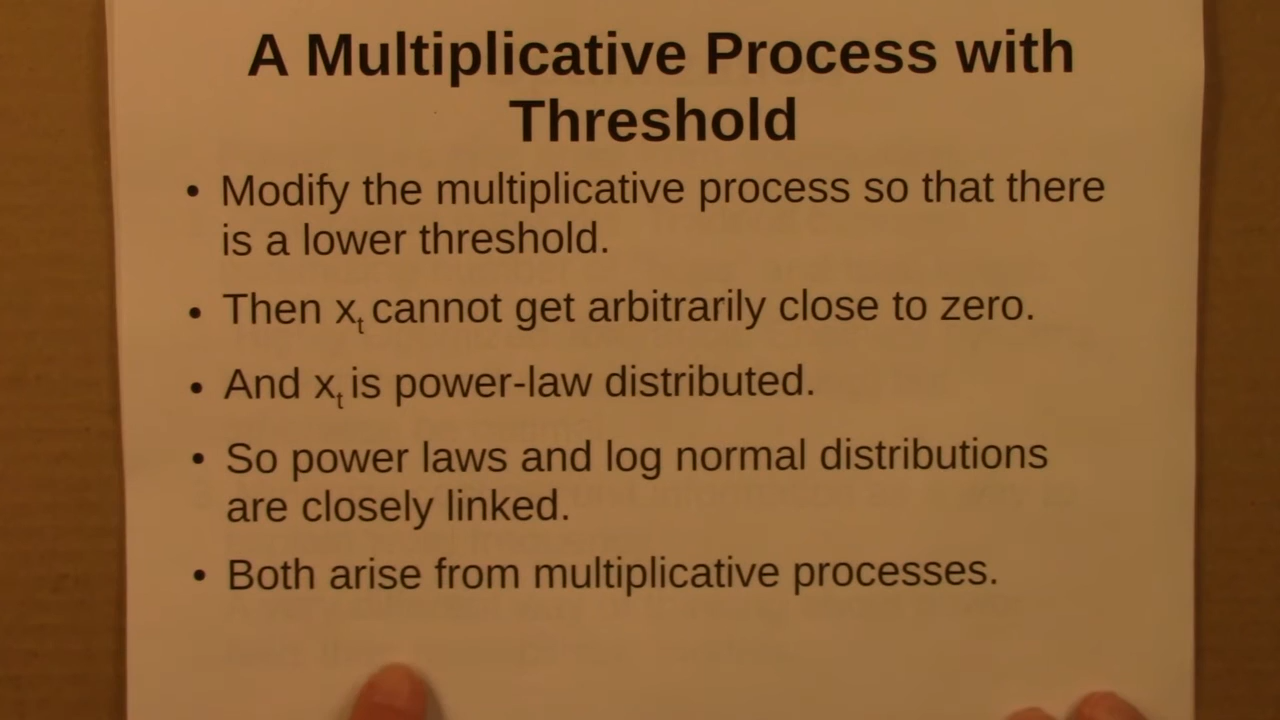 A Multiplicative Process with
Threshold
• Modify the multiplicative process so that there
is a lower threshold.
• Then xt cannot get arbitrarily close to zero.
• And xt is power-law distributed.
• So power laws and log normal distributions
are closely linked.
• Both arise from multiplicative processes.